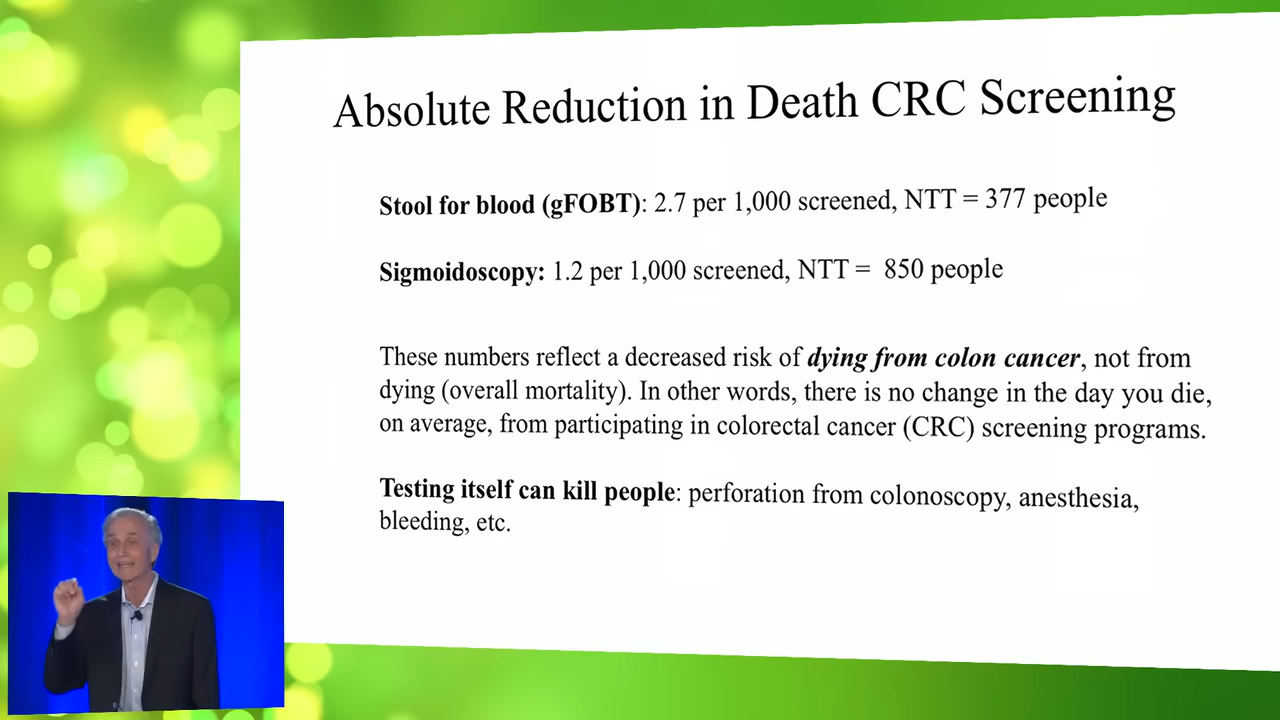 Absolute Reduction in Death CRC Screening
Stool for blood (gFOBT): 2.7 per 1,000 screened, NTT = 377 people
Sigmoidoscopy: 1.2 per 1,000 screened, NTT = 850 people
These numbers reflect a decreased risk of dying from colon cancer, not from
dying (overall mortality). In other words, there is no change in the day you die,
on average, from participating in colorectal cancer (CRC) screening programs.
Testing itself can kill people: perforation from colonoscopy, anesthesia,
bleeding, etc.